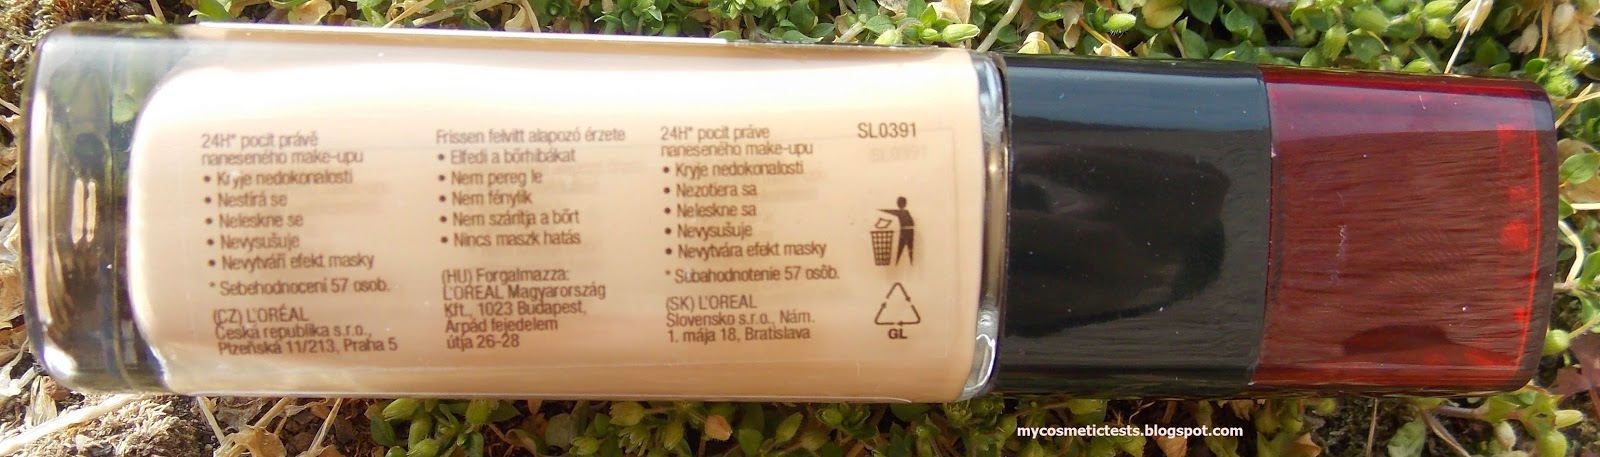 24H* pocit právě
naneseného make-upu
• Kryje nedokonalosti
• Nestírá se
• Neleskne se
• Nevysušuje
• Nevytváří efekt masky
* Sebehodnocení 57 osob.
(CZ) L'ORÉAL
Česká republika s.r.o.,
Plzeňská 11/213, Praha 5
Frissen felvitt alapozó érzete
• Elfedi a bőrhibákat
• Nem pereg le
• Nem fénylik
• Nem szárítja a bőrt
• Nincs maszk hatás
(HU) Forgalmazza:
L'ORÉAL Magyarország
Kft., 1023 Budapest,
Árpád fejedelem
útja 26-28
24H* pocit práve
naneseného make-upu
• Kryje nedokonalosti
• Nezotiera sa
• Neleskne sa
• Nevysušuje
• Nevytvára efekt masky
* Subahodnotenie 57 osôb.
(SK) L'OREAL
Slovensko s.r.o., Nám.
1. mája 18, Bratislava
SL0391
GL
mycosmetictests.blogspot.com